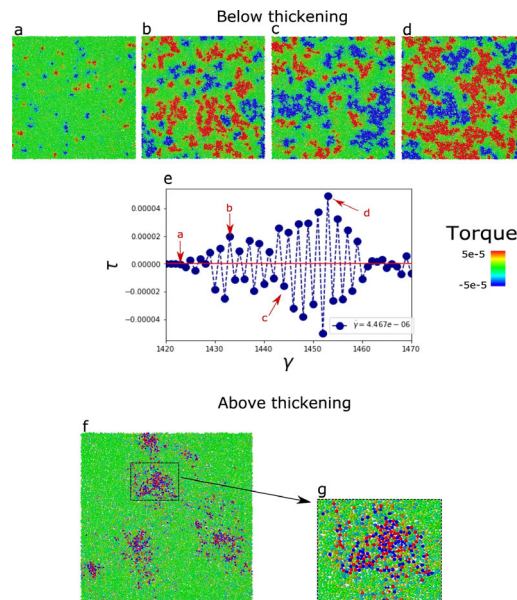 Below thickening
a
b
c
d
e
0.00004
0.00002
0.00000
−0.00002
−0.00004
τ
a
b
c
d
γ̇ = 4.467e − 06
1420
1430
1440
1450
1460
1470
γ
Torque
5e-5
-5e-5
Above thickening
f
g